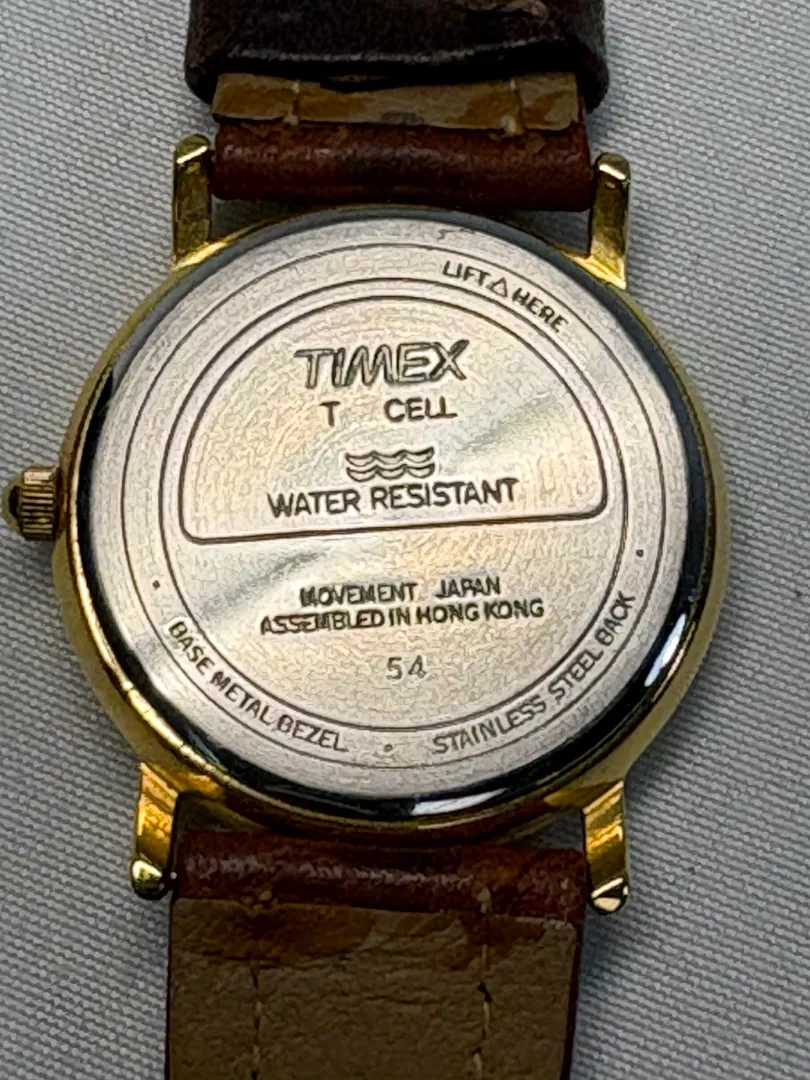 LIFT △ HERE
TIMEX
T CELL
WATER RESISTANT
MOVEMENT JAPAN
ASSEMBLED IN HONG KONG
54
BASE METAL BEZEL • STAINLESS STEEL BACK